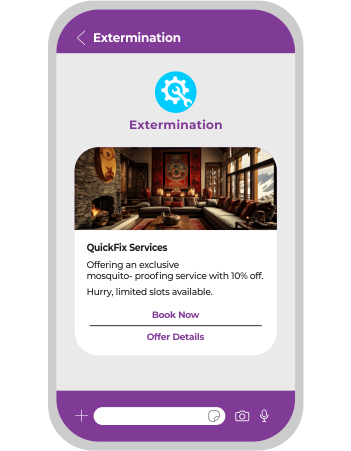 Extermination
Extermination
QuickFix Services
Offering an exclusive
mosquito- proofing service with 10% off.
Hurry, limited slots available.
Book Now
Offer Details